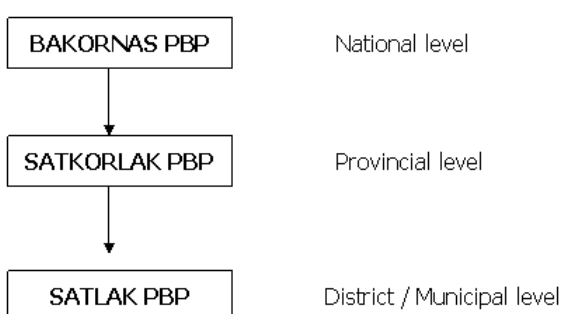 BAKORNAS PBP National level
SATKORLAK PBP Provincial level
SATLAK PBP District / Municipal level